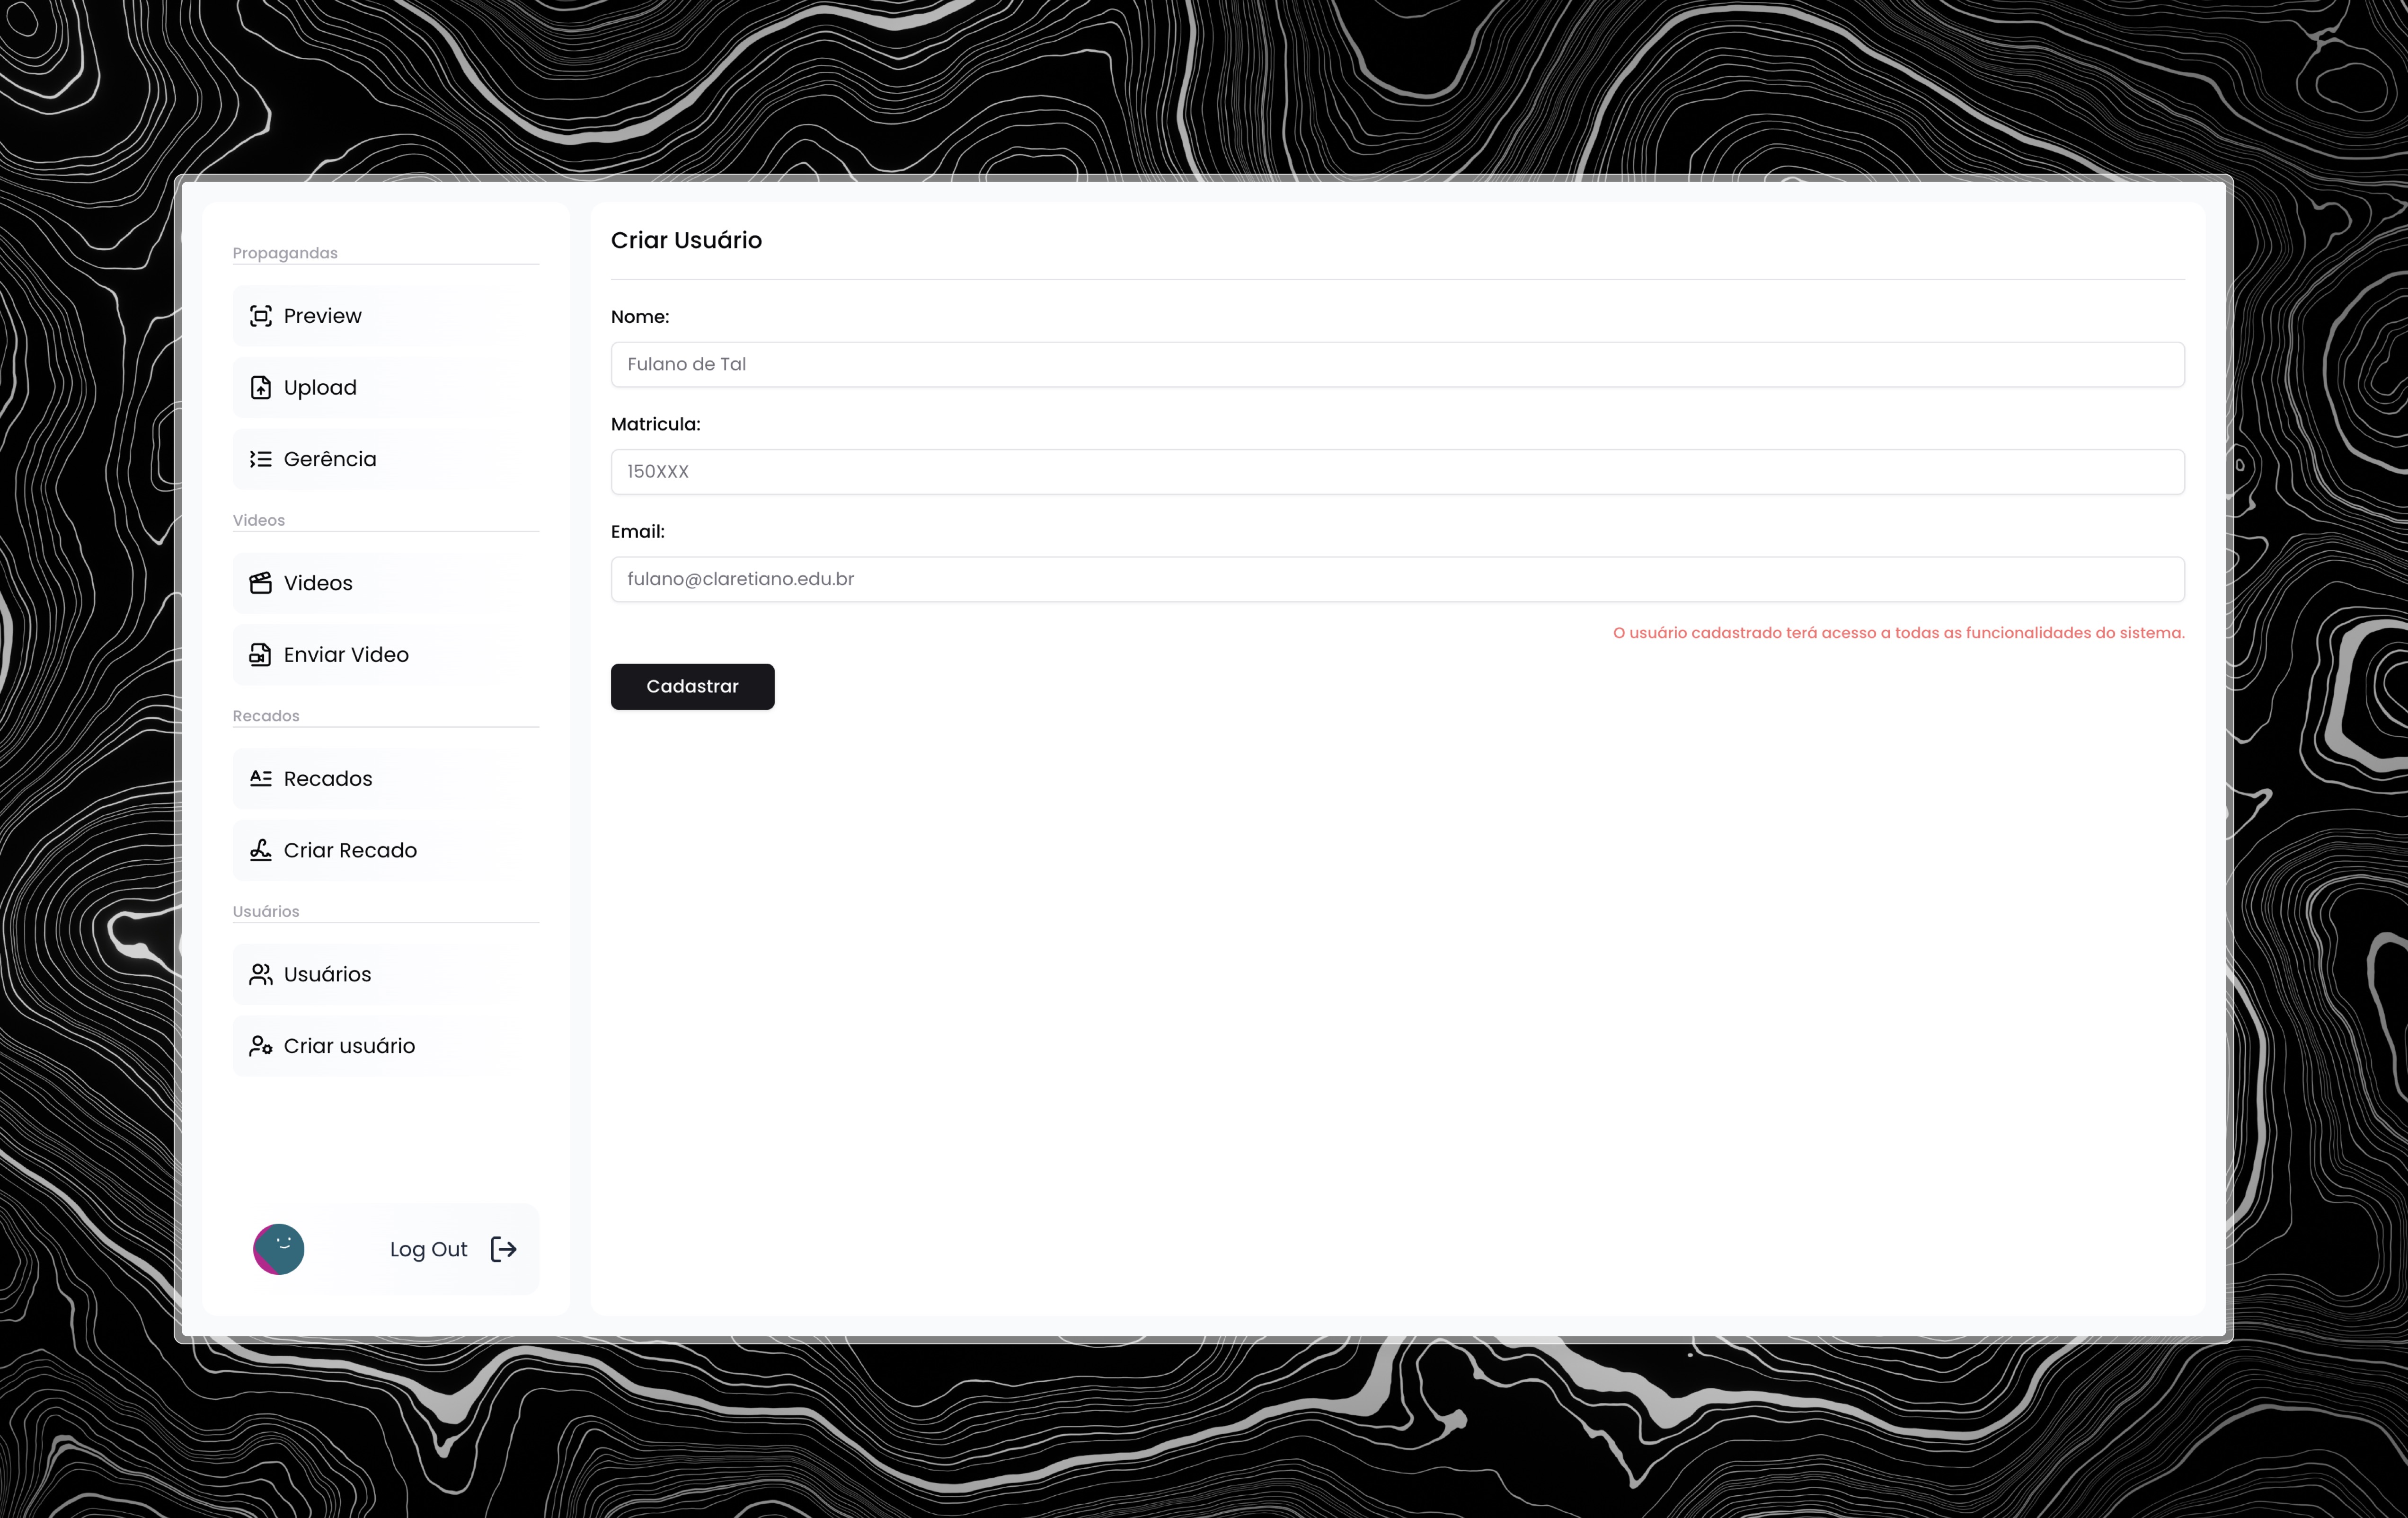 Propagandas
Preview
Upload
Gerência
Videos
Videos
Enviar Video
Recados
Recados
Criar Recado
Usuários
Usuários
Criar usuário
Log Out
Criar Usuário
Nome:
Fulano de Tal
Matricula:
150XXX
Email:
fulano@claretiano.edu.br
O usuário cadastrado terá acesso a todas as funcionalidades do sistema.
Cadastrar